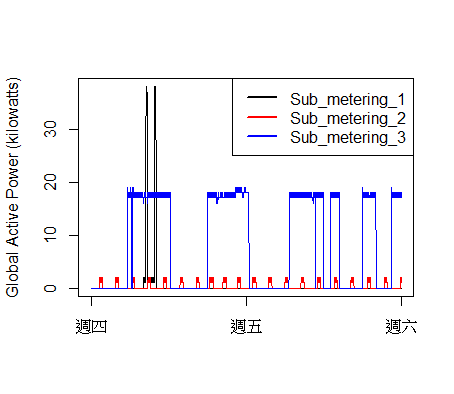 Global Active Power (kilowatts)
0
10
20
30
Sub_metering_1
Sub_metering_2
Sub_metering_3
週四
週五
週六